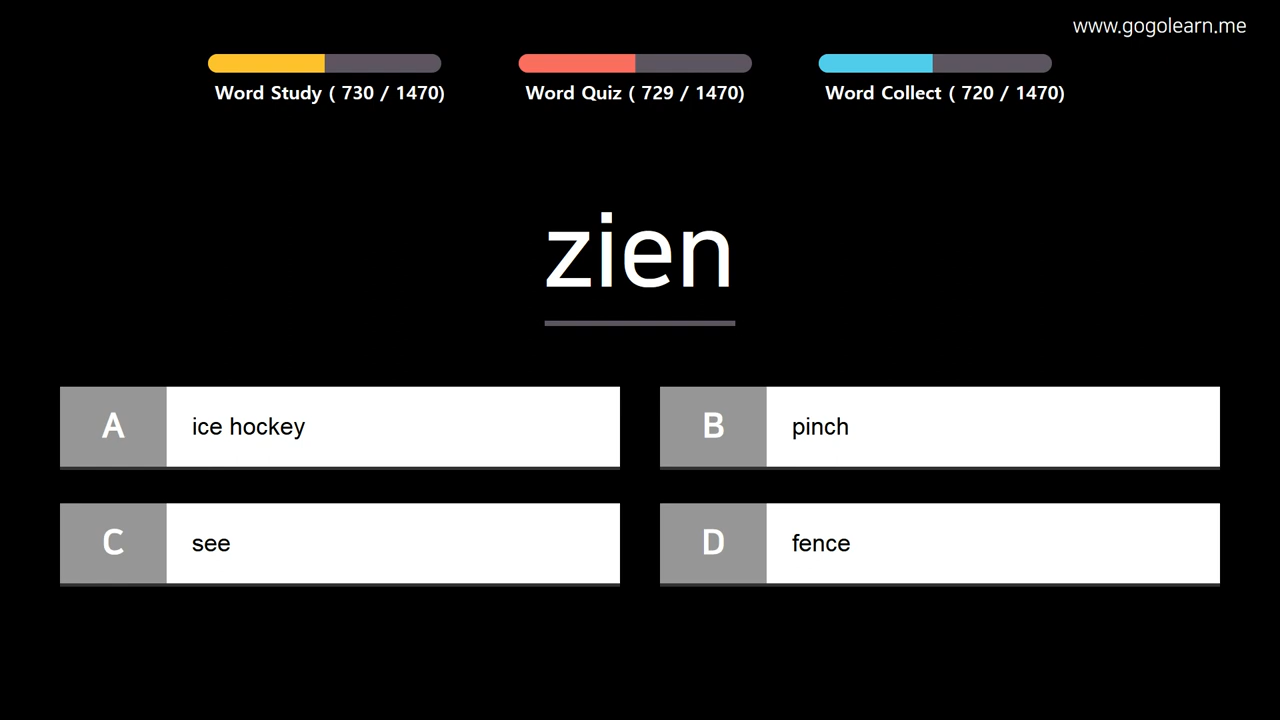 www.gogolearn.me
Word Study ( 730 / 1470)
Word Quiz ( 729 / 1470)
Word Collect ( 720 / 1470)
zien
A ice hockey
B pinch
C see
D fence